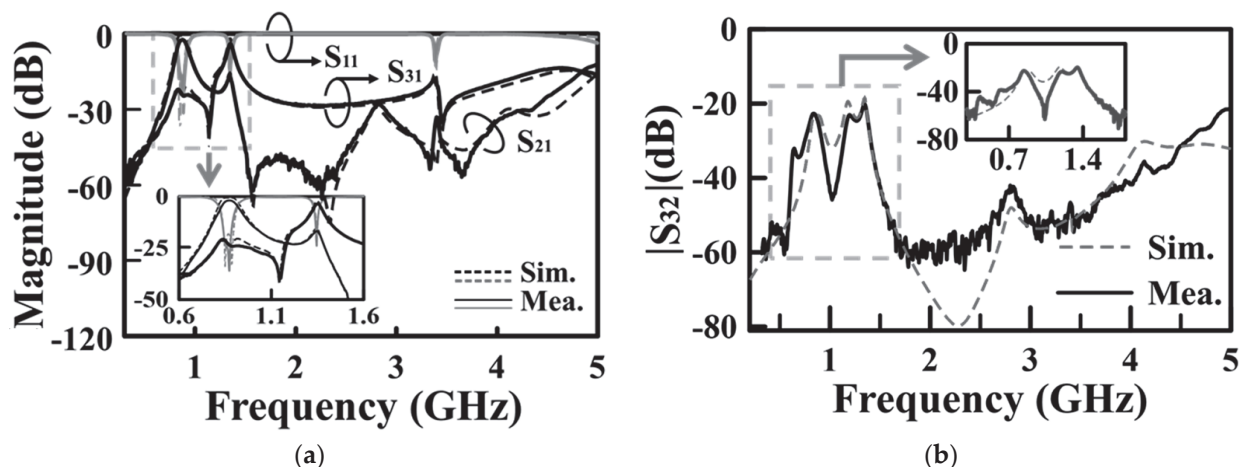 Magnitude (dB)
-0
-30
-60
-90
-120
S11
S31
S21
0
-25
-50
0.6
1.1
1.6
Sim.
Mea.
1
2
3
4
5
Frequency (GHz)
(a)
|S32|(dB)
-0
-20
-40
-60
-80
0
-40
-80
0.7
1.4
Sim.
Mea.
1
2
3
4
5
Frequency (GHz)
(b)